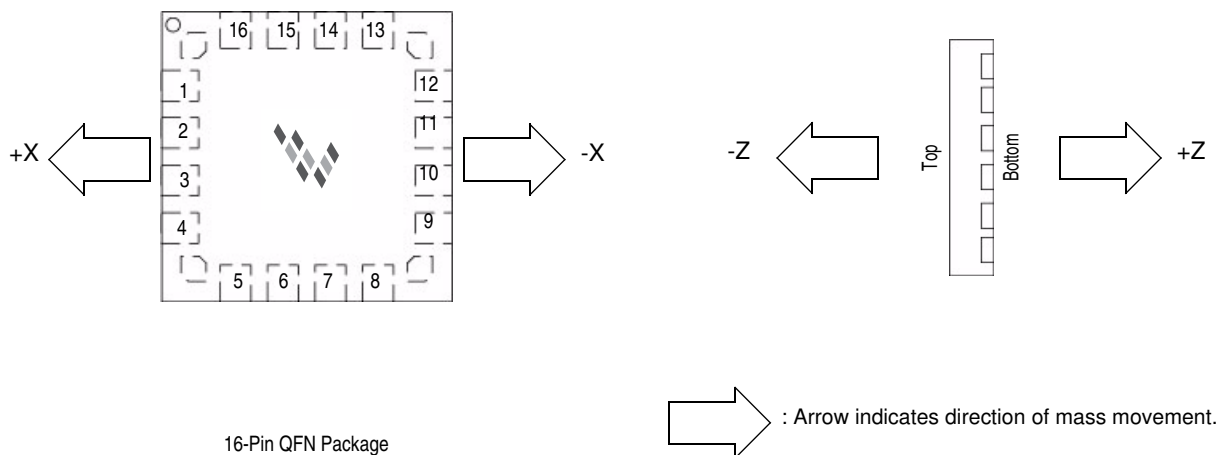 16 15 14 13
1
2
3
4
12
11
10
9
5 6 7 8
+X
-X
-Z
Top
Bottom
+Z
: Arrow indicates direction of mass movement.
16-Pin QFN Package